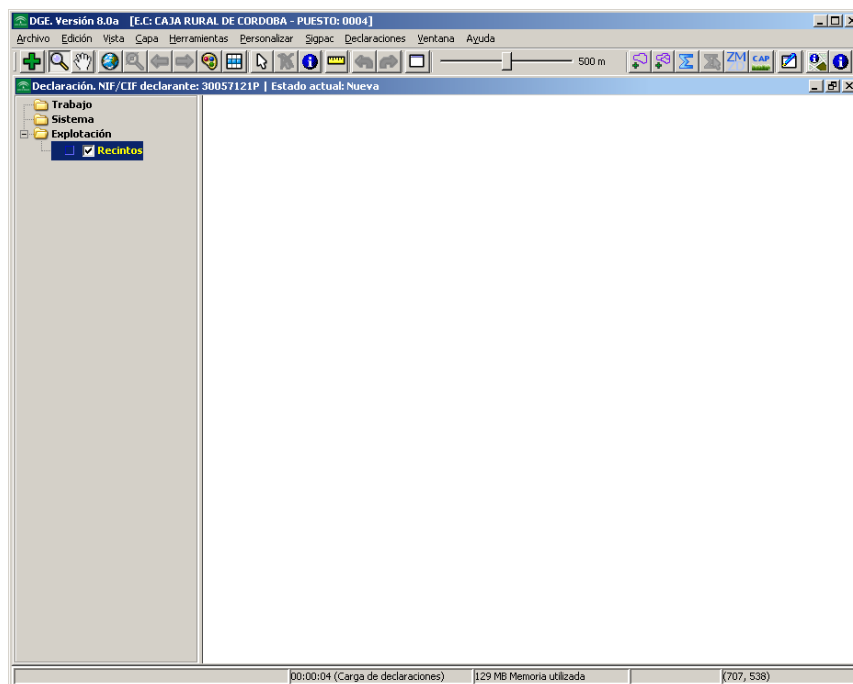 DGE. Versión 8.0a [E.C: CAJA RURAL DE CORDOBA - PUESTO: 0004]
Archivo Edición Vista Capa Herramientas Personalizar Sigpac Declaraciones Ventana Ayuda
500 m ZM CAP
Declaración. NIF/CIF declarante: 30057121P | Estado actual: Nueva
Trabajo
Sistema
Explotación
Recintos
00:00:04 (Carga de declaraciones) 129 MB Memoria utilizada (707, 538)